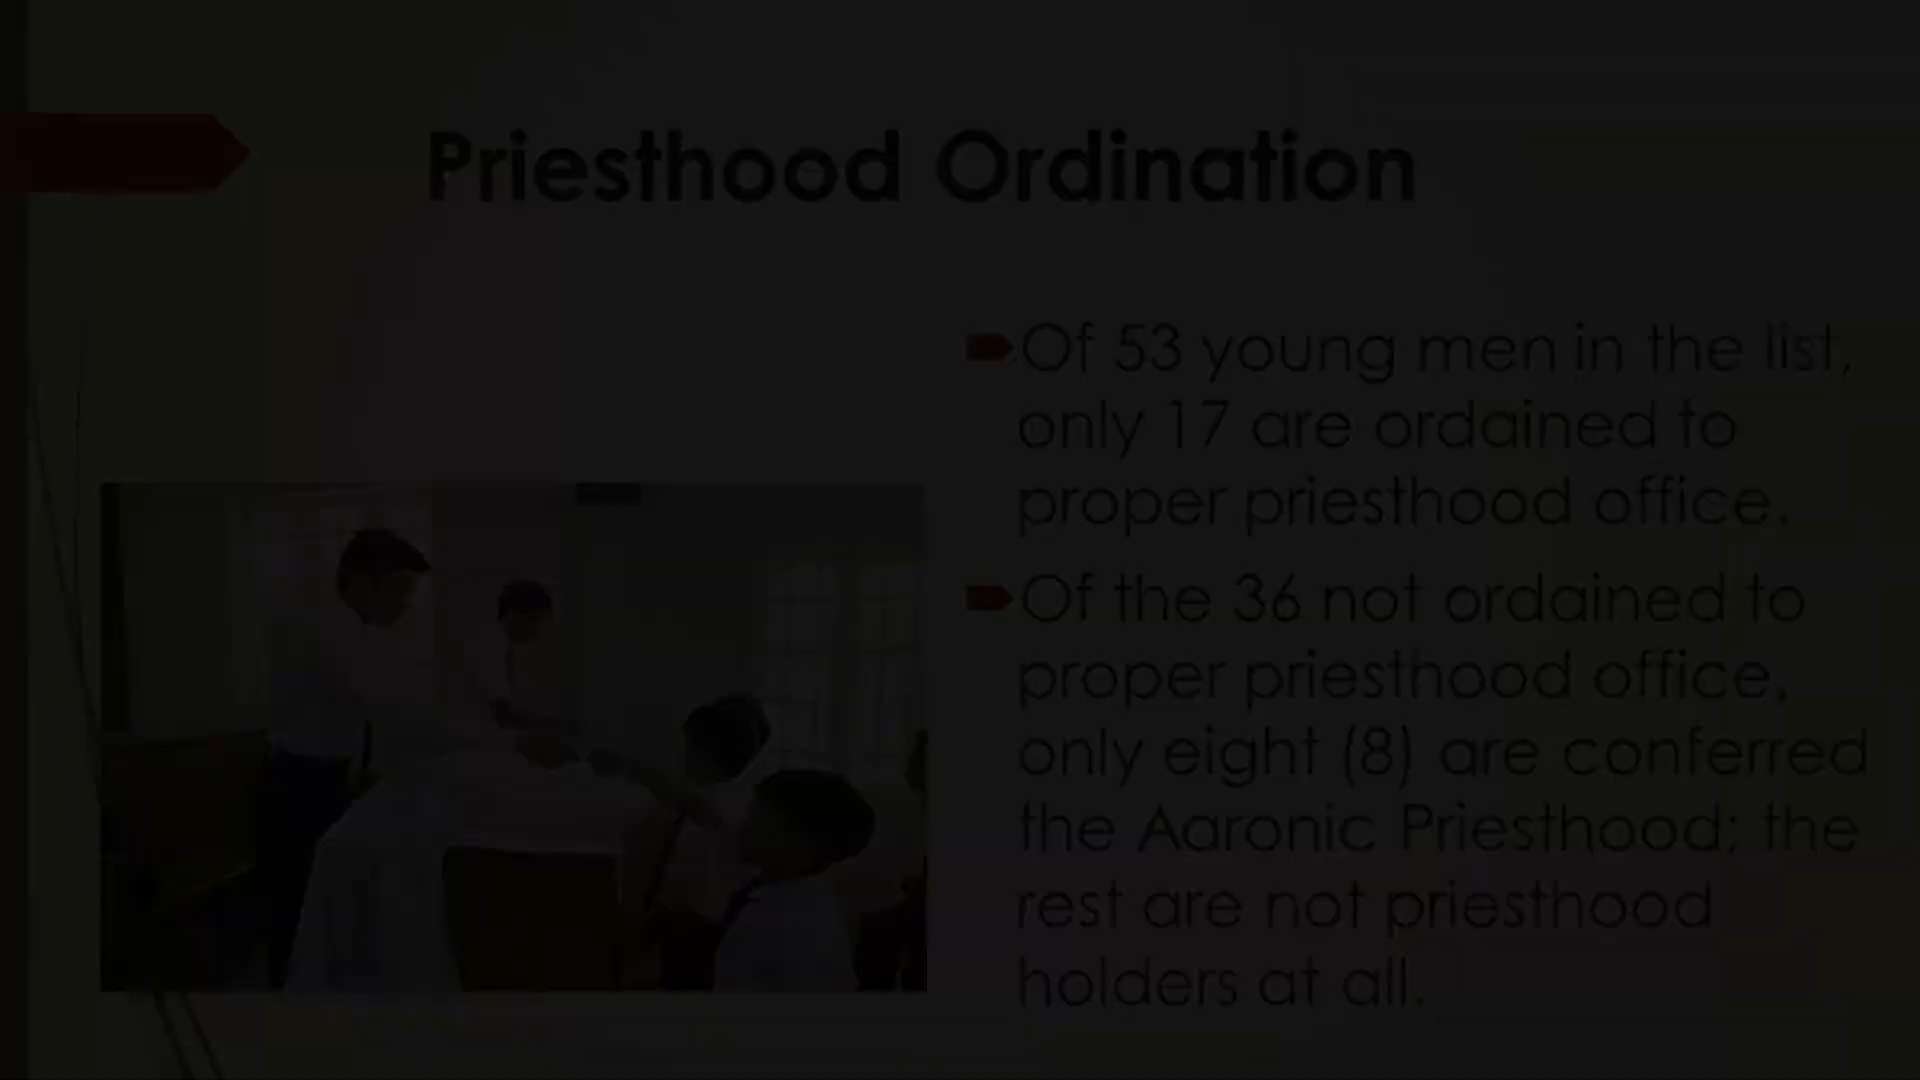 Priesthood Ordination
Of 53 young men in the list,
only 17 are ordained to
proper priesthood office.
Of the 36 not ordained to
proper priesthood office,
only eight (8) are conferred
the Aaronic Priesthood; the
rest are not priesthood
holders at all.